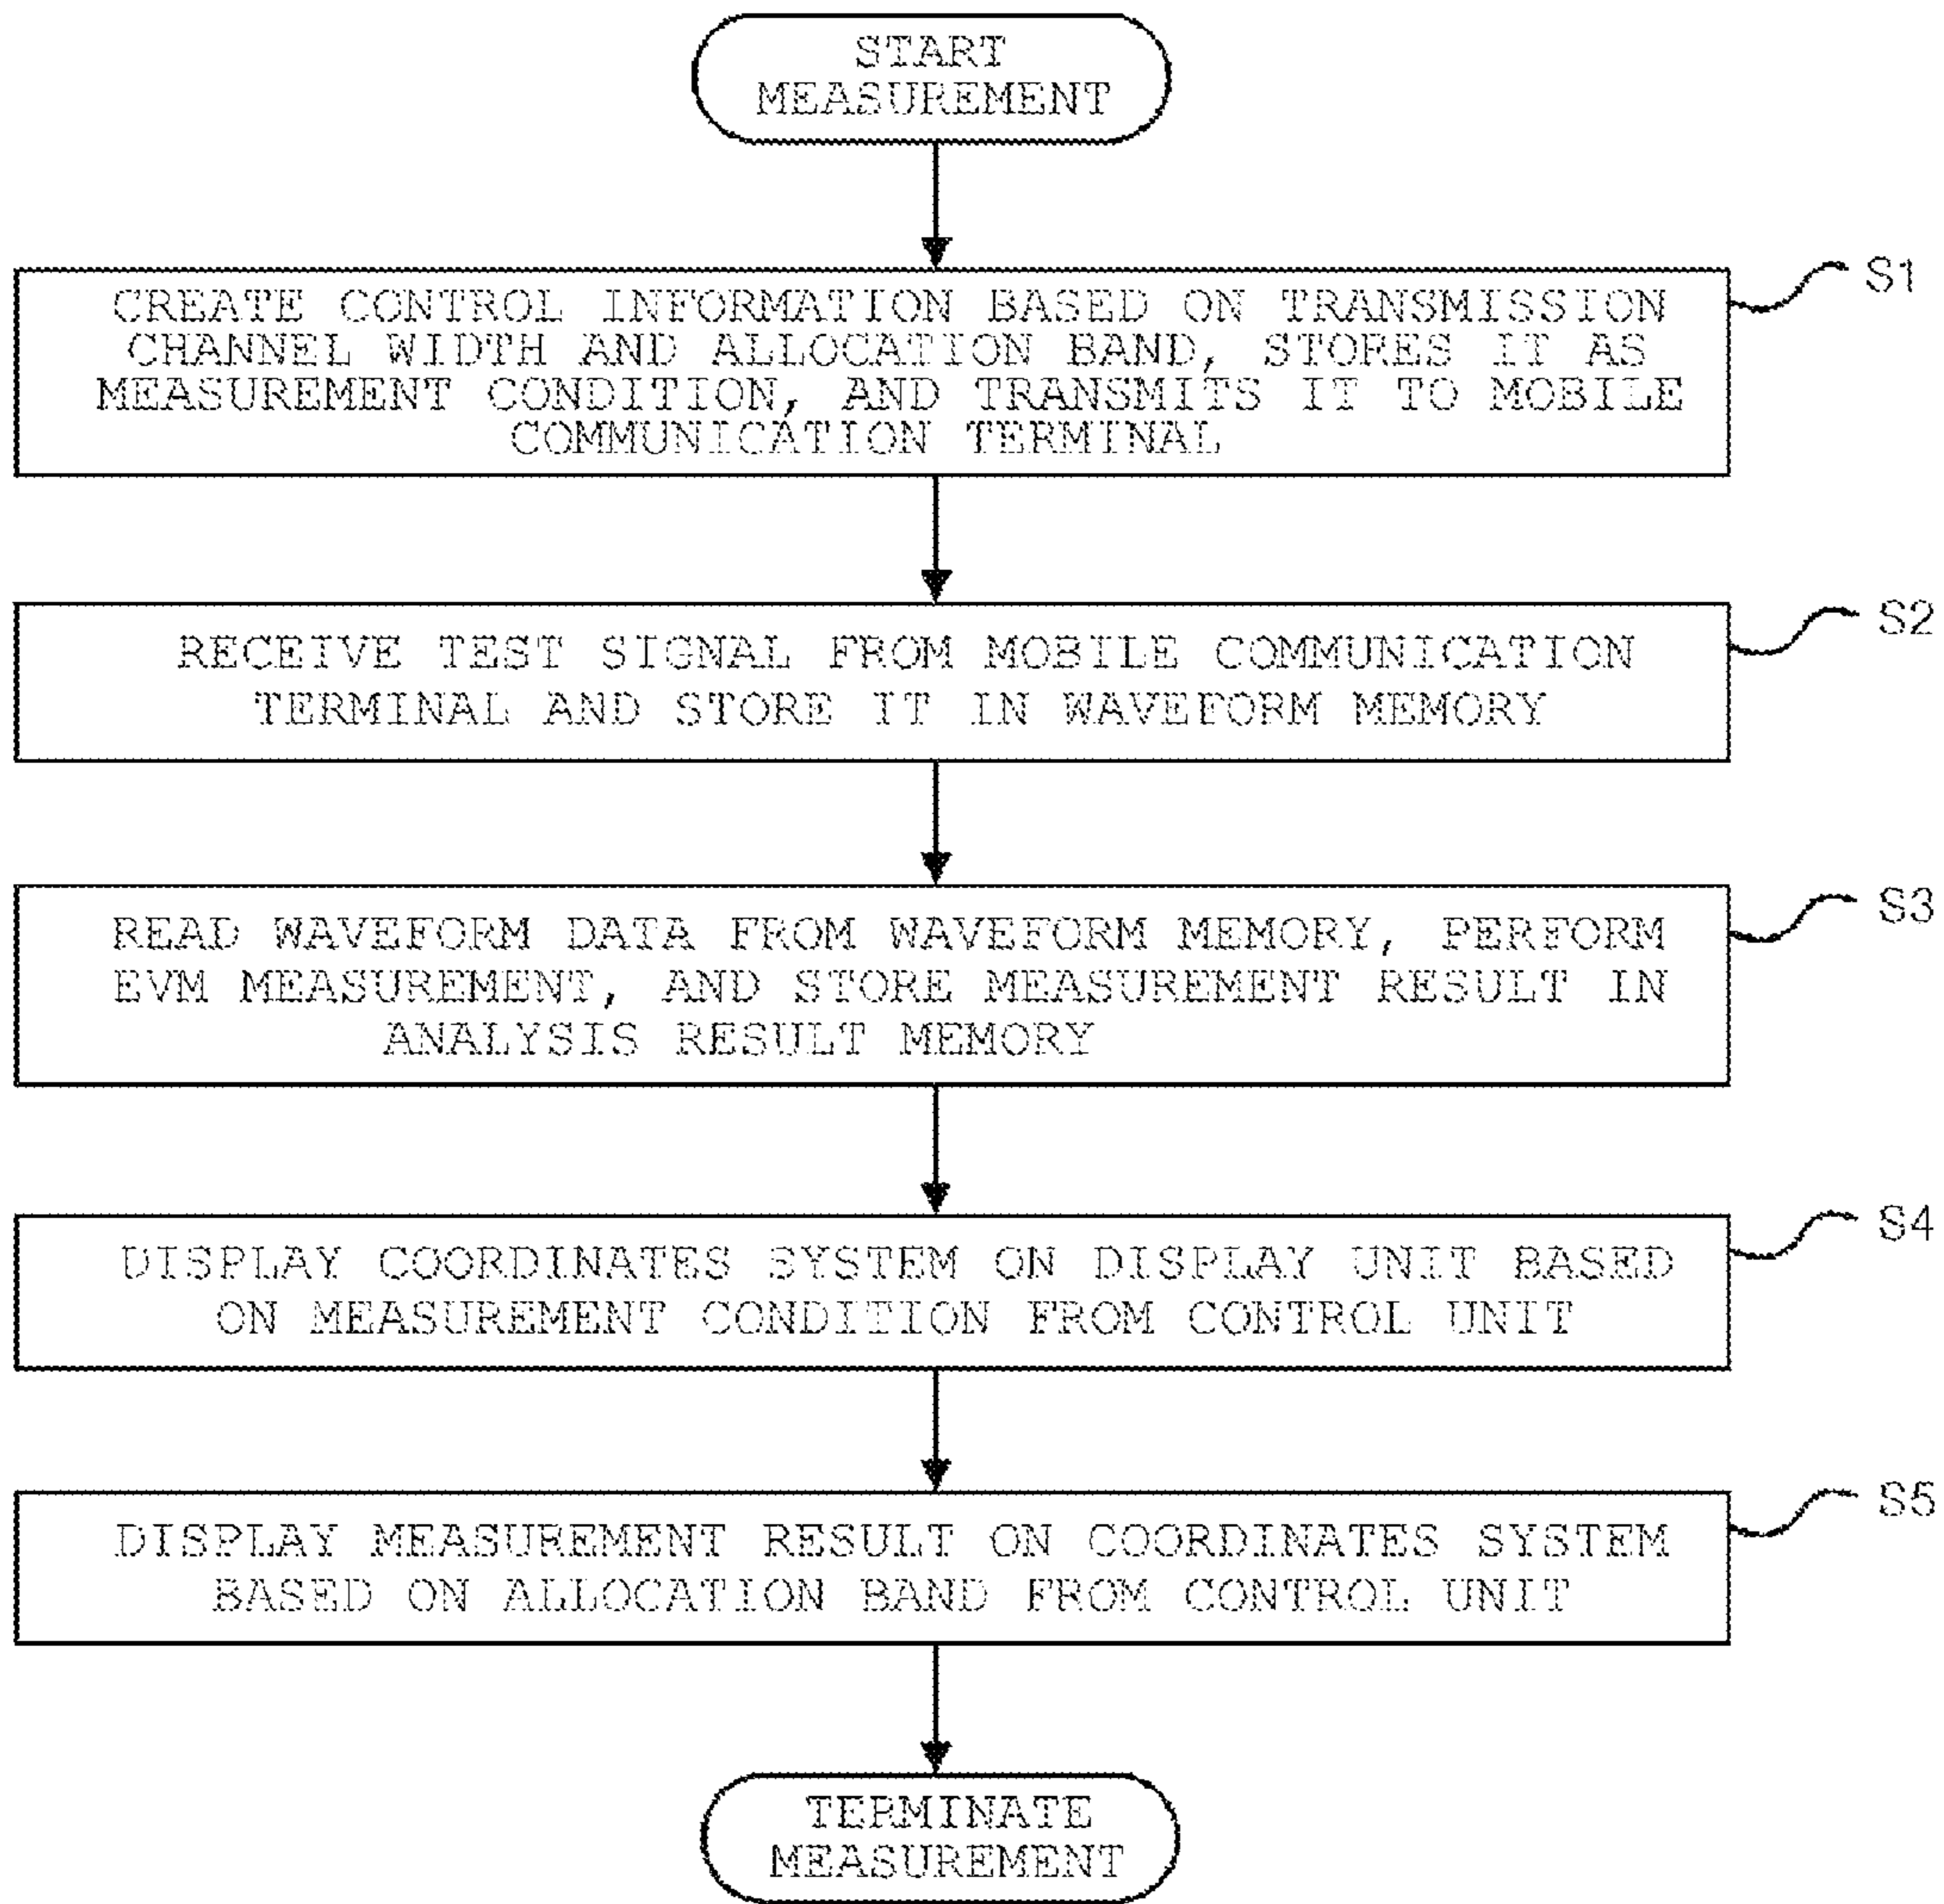 START
MEASUREMENT
CREATE CONTROL INFORMATION BASED ON TRANSMISSION
CHANNEL WIDTH AND ALLOCATION BAND, STORES IT AS
MEASUREMENT CONDITION, AND TRANSMITS IT TO MOBILE
COMMUNICATION TERMINAL
S1
RECEIVE TEST SIGNAL FROM MOBILE COMMUNICATION
TERMINAL AND STORE IT IN WAVEFORM MEMORY
S2
READ WAVEFORM DATA FROM WAVEFORM MEMORY, PERFORM
EVM MEASUREMENT, AND STORE MEASUREMENT RESULT IN
ANALYSIS RESULT MEMORY
S3
DISPLAY COORDINATES SYSTEM ON DISPLAY UNIT BASED
ON MEASUREMENT CONDITION FROM CONTROL UNIT
S4
DISPLAY MEASUREMENT RESULT ON COORDINATES SYSTEM
BASED ON ALLOCATION BAND FROM CONTROL UNIT
S5
TERMINATE
MEASUREMENT